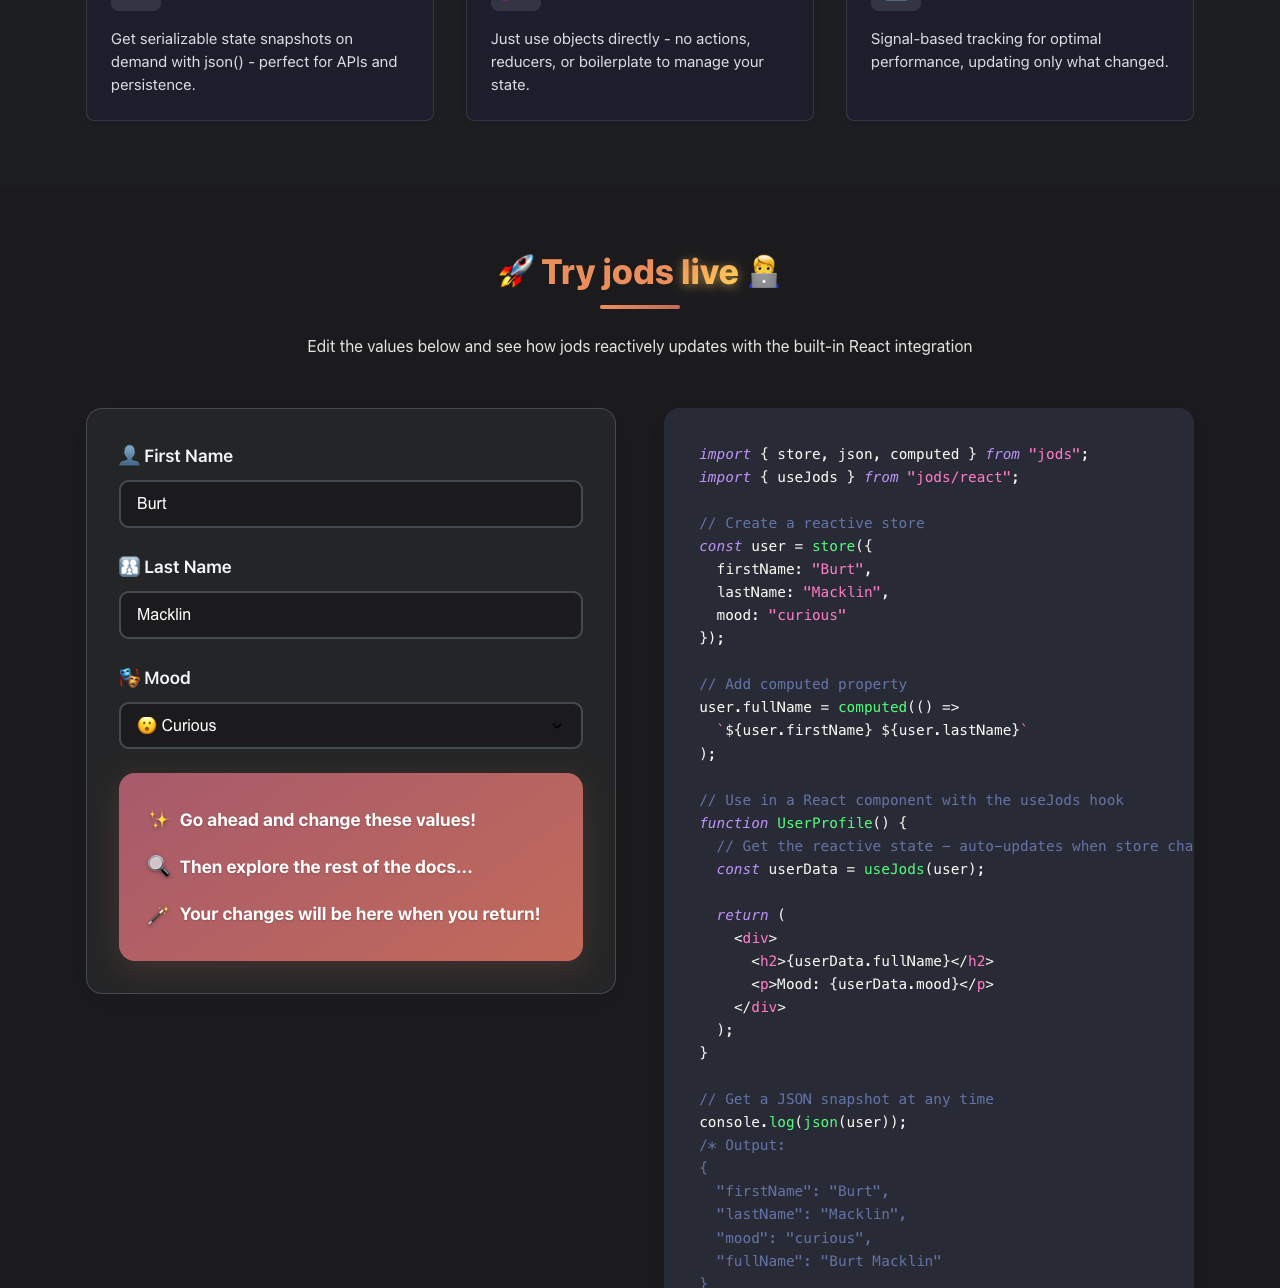 Get serializable state snapshots on
demand with json() - perfect for APIs and
persistence.
Just use objects directly - no actions,
reducers, or boilerplate to manage your
state.
Signal-based tracking for optimal
performance, updating only what changed.
🚀 Try jods live 🧑‍💻
Edit the values below and see how jods reactively updates with the built-in React integration
👤 First Name
Burt
Last Name
Macklin
🎭 Mood
😮 Curious
✨ Go ahead and change these values!
🔍 Then explore the rest of the docs...
🪄 Your changes will be here when you return!
import { store, json, computed } from "jods";
import { useJods } from "jods/react";
// Create a reactive store
const user = store({
  firstName: "Burt",
  lastName: "Macklin",
  mood: "curious"
});
// Add computed property
user.fullName = computed(() =>
  `${user.firstName} ${user.lastName}`
);
// Use in a React component with the useJods hook
function UserProfile() {
  // Get the reactive state – auto-updates when store cha
  const userData = useJods(user);
  return (
    <div>
      <h2>{userData.fullName}</h2>
      <p>Mood: {userData.mood}</p>
    </div>
  );
}
// Get a JSON snapshot at any time
console.log(json(user));
/* Output:
{
  "firstName": "Burt",
  "lastName": "Macklin",
  "mood": "curious",
  "fullName": "Burt Macklin"
}